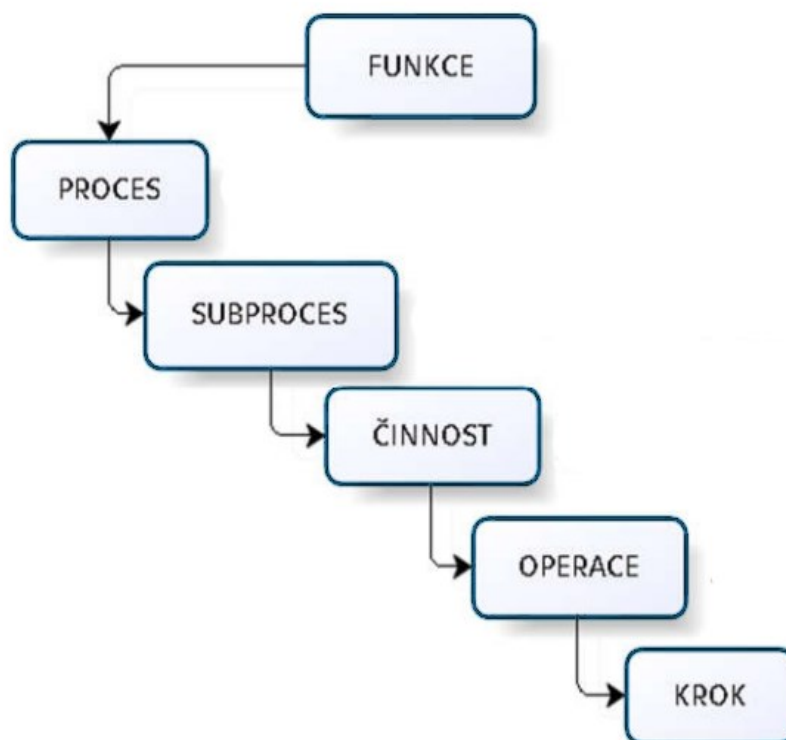 FUNKCE
PROCES
SUBPROCES
ČINNOST
OPERACE
KROK